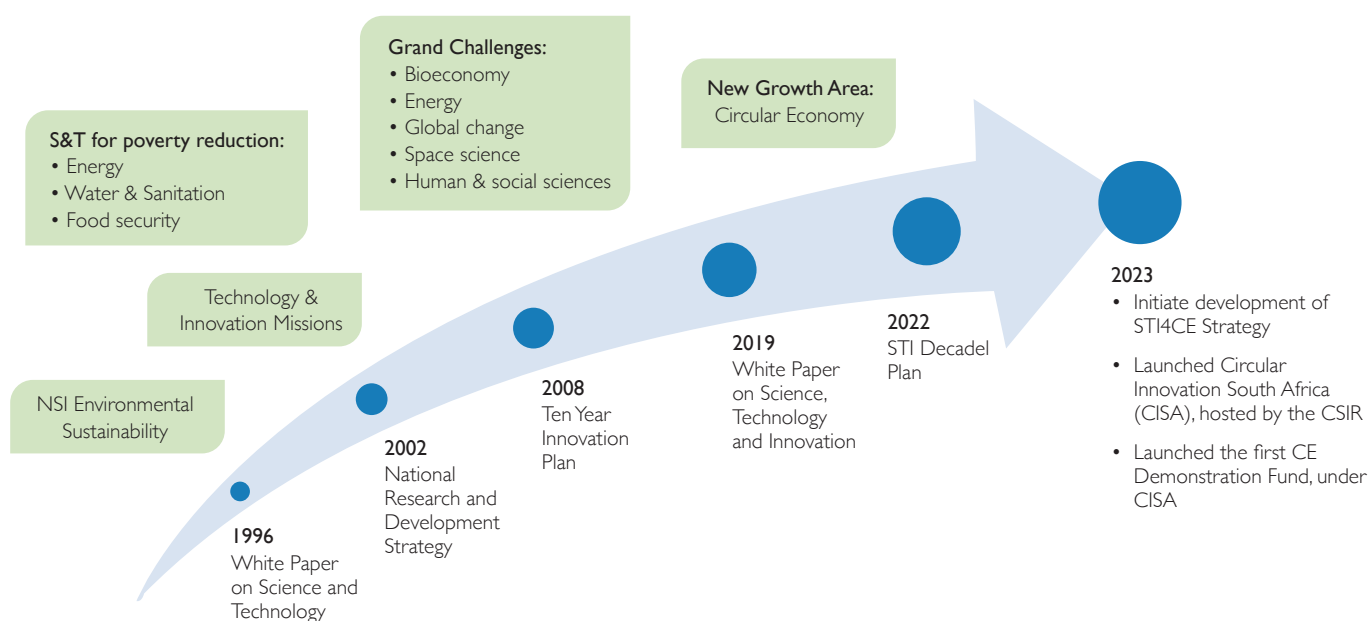 Grand Challenges:
• Bioeconomy
• Energy
• Global change
• Space science
• Human & social sciences
New Growth Area:
Circular Economy
S&T for poverty reduction:
• Energy
• Water & Sanitation
• Food security
Technology &
Innovation Missions
NSI Environmental
Sustainability
1996
White Paper
on Science and
Technology
2002
National
Research and
Development
Strategy
2008
Ten Year
Innovation
Plan
2019
White Paper
on Science,
Technology
and Innovation
2022
STI Decadel
Plan
2023
• Initiate development of
STI4CE Strategy
• Launched Circular
Innovation South Africa
(CISA), hosted by the CSIR
• Launched the first CE
Demonstration Fund, under
CISA